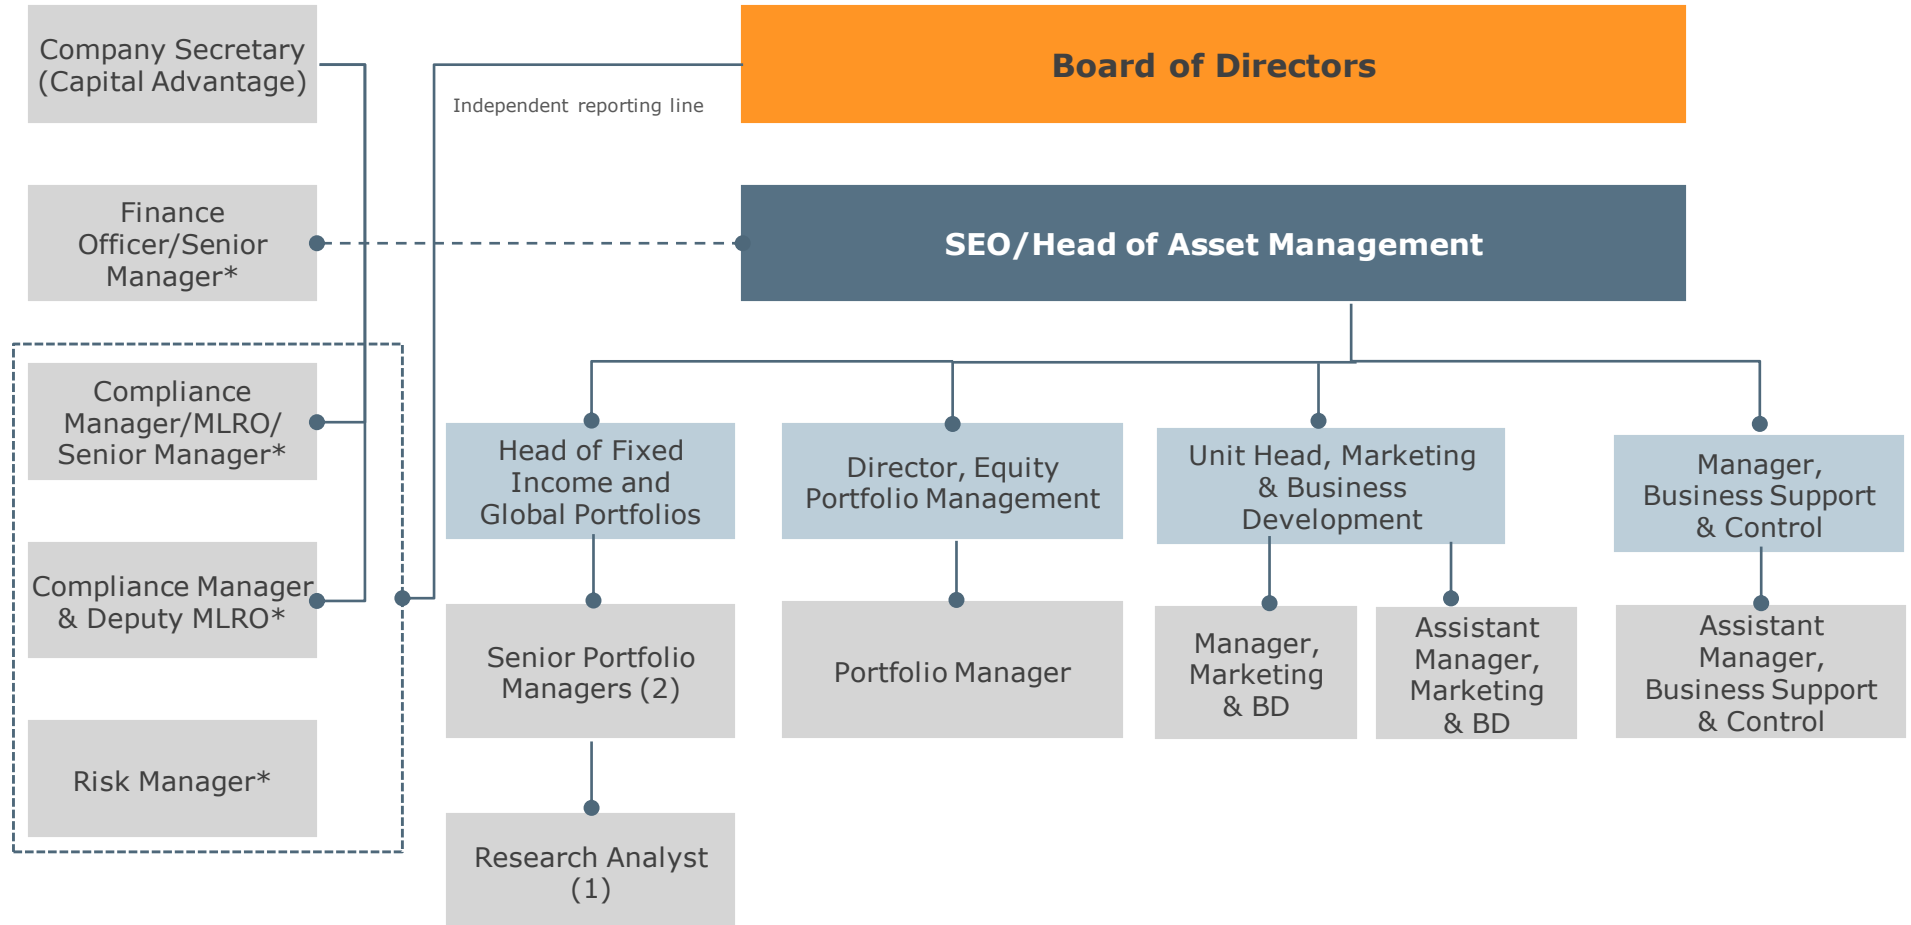 Company Secretary
(Capital Advantage)
Board of Directors
Independent reporting line
Finance
Officer/Senior
Manager*
SEO/Head of Asset Management
Compliance
Manager/MLRO/
Senior Manager*
Head of Fixed
Income and
Global Portfolios
Director, Equity
Portfolio Management
Unit Head, Marketing
& Business
Development
Manager,
Business Support
& Control
Compliance Manager
& Deputy MLRO*
Senior Portfolio
Managers (2)
Portfolio Manager
Manager,
Marketing
& BD
Assistant
Manager,
Marketing
& BD
Assistant
Manager,
Business Support
& Control
Risk Manager*
Research Analyst
(1)